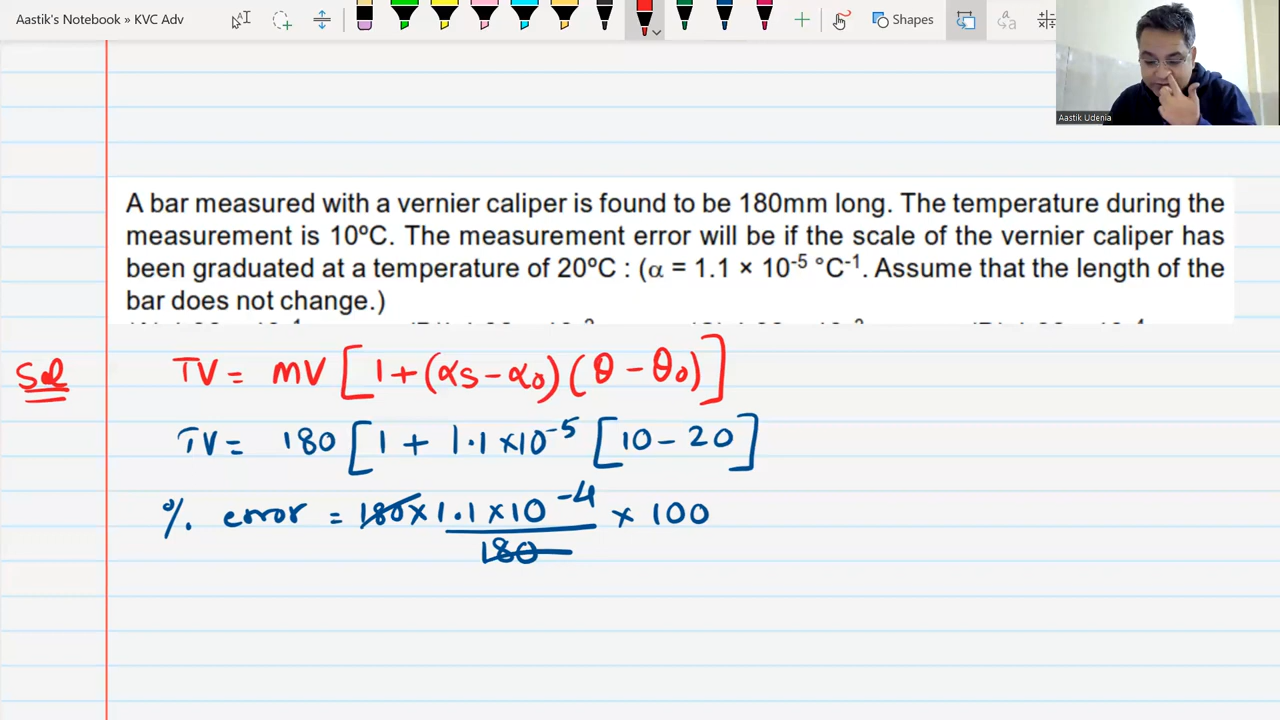 Aastik's Notebook » KVC Adv
Shapes
Aastik Udenia
A bar measured with a vernier caliper is found to be 180mm long. The temperature during the
measurement is 10ºC. The measurement error will be if the scale of the vernier caliper has
been graduated at a temperature of 20ºC : (α = 1.1 × 10⁻⁵ °C⁻¹. Assume that the length of the
bar does not change.)
Sol TV = MV [1+(αs-α0)(θ-θ0)]
TV = 180 [1 + 1.1×10⁻⁵ [10-20]
% error = 180×1.1×10⁻⁴ × 100
180